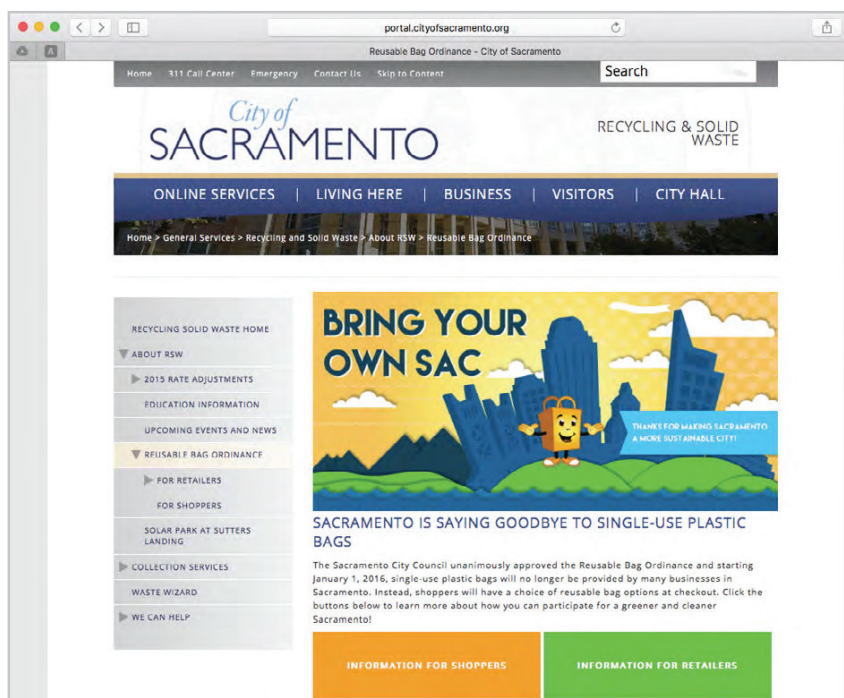 portal.cityofsacramento.org
Reusable Bag Ordinance - City of Sacramento
Home 311 Call Center Emergency Contact Us Skip to Content
Search
City of
SACRAMENTO
RECYCLING & SOLID
WASTE
ONLINE SERVICES | LIVING HERE | BUSINESS | VISITORS | CITY HALL
Home > General Services > Recycling and Solid Waste > About RSW > Reusable Bag Ordinance
RECYCLING SOLID WASTE HOME
ABOUT RSW
2015 RATE ADJUSTMENTS
EDUCATION INFORMATION
UPCOMING EVENTS AND NEWS
REUSABLE BAG ORDINANCE
FOR RETAILERS
FOR SHOPPERS
SOLAR PARK AT SUTTERS
LANDING
COLLECTION SERVICES
WASTE WIZARD
WE CAN HELP
BRING YOUR
OWN SAC
THANKS FOR MAKING SACRAMENTO
A MORE SUSTAINABLE CITY!
SACRAMENTO IS SAYING GOODBYE TO SINGLE-USE PLASTIC
BAGS
The Sacramento City Council unanimously approved the Reusable Bag Ordinance and starting
January 1, 2016, single-use plastic bags will no longer be provided by many businesses in
Sacramento. Instead, shoppers will have a choice of reusable bag options at checkout. Click the
buttons below to learn more about how you can participate for a greener and cleaner
Sacramento!
INFORMATION FOR SHOPPERS
INFORMATION FOR RETAILERS